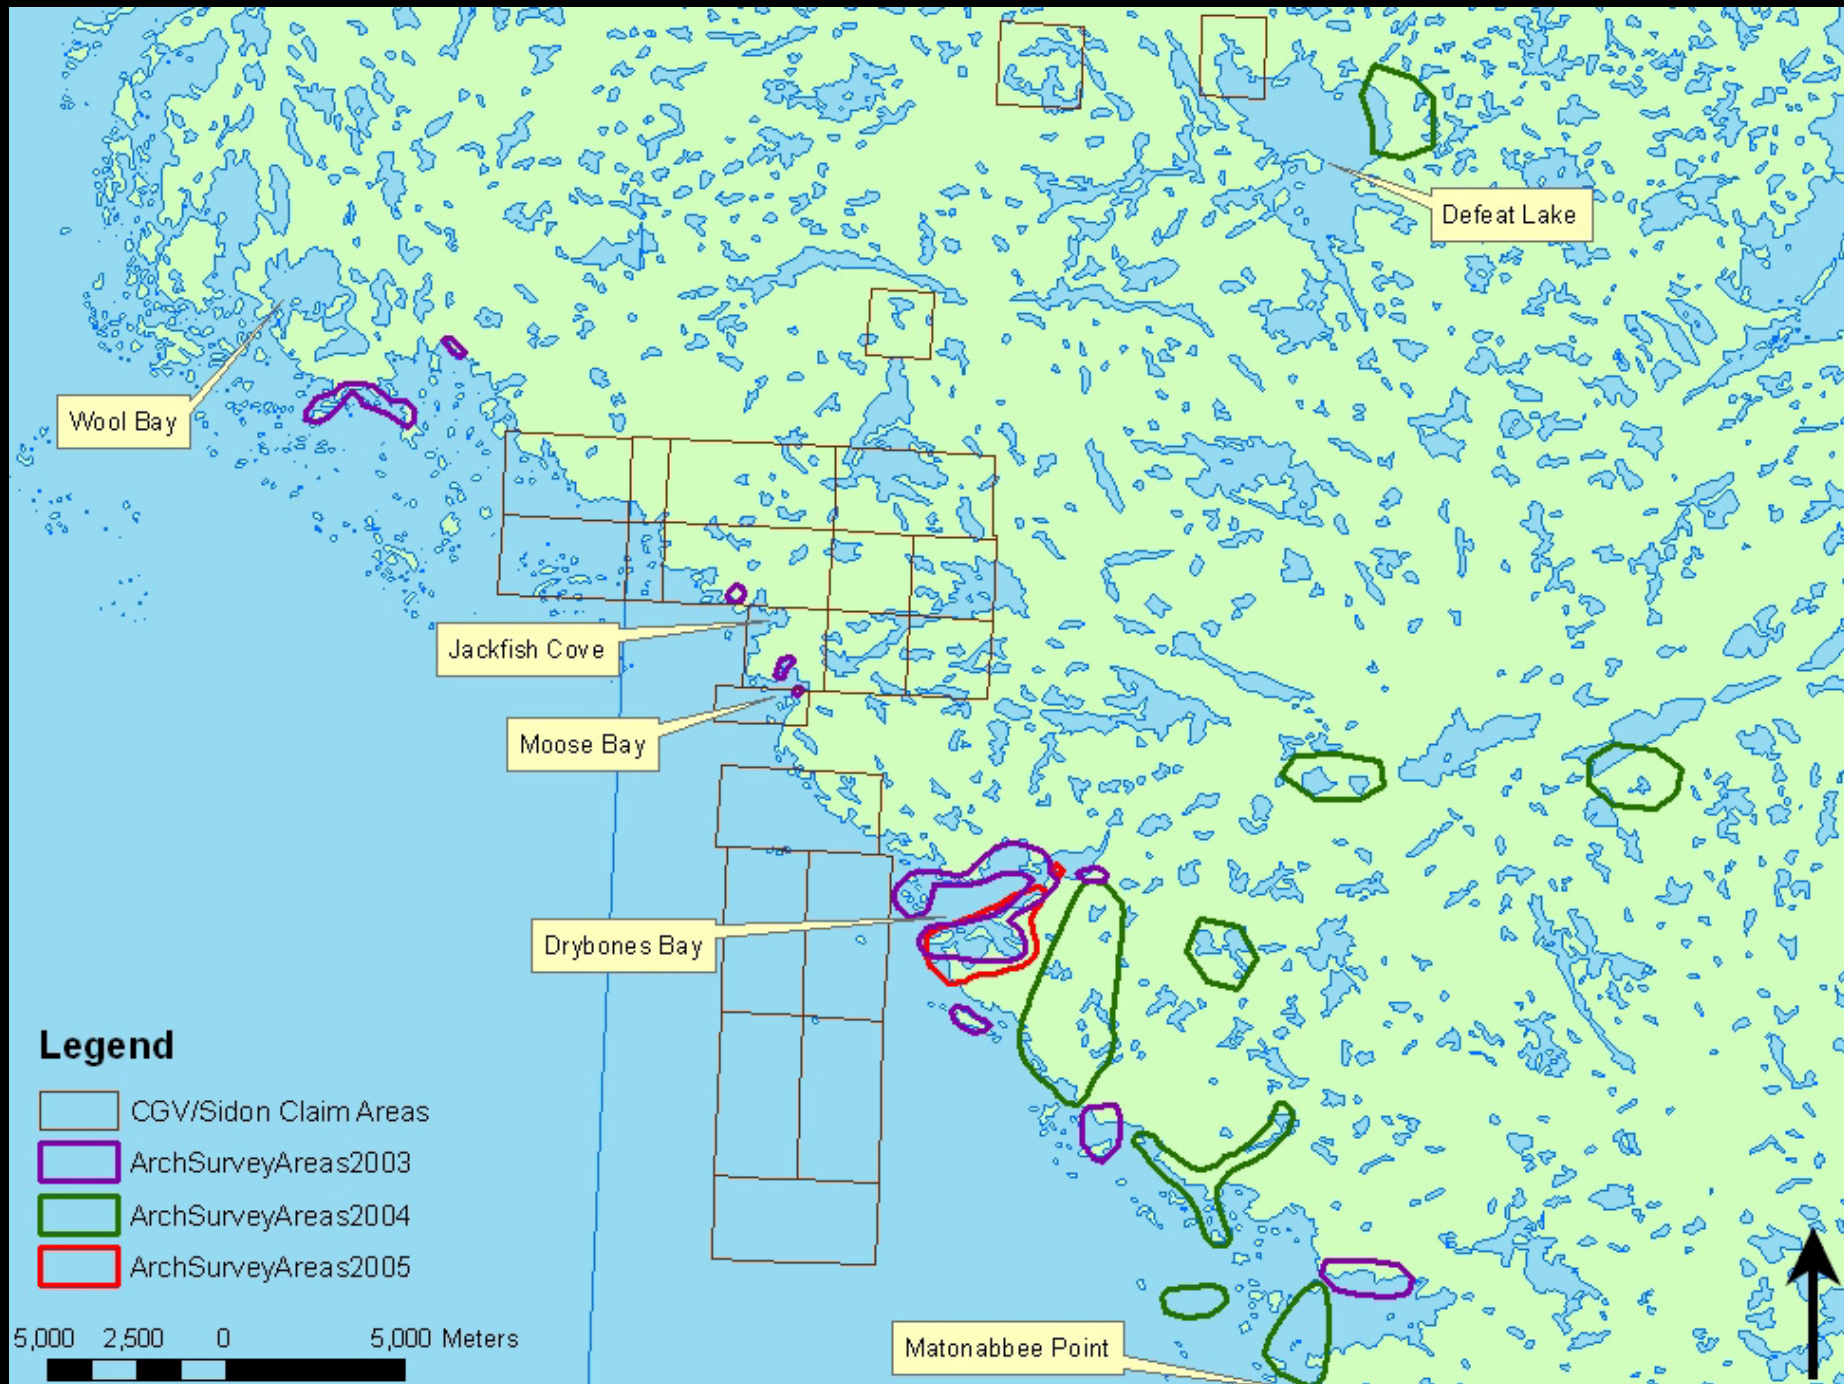 Defeat Lake
Wool Bay
Jackfish Cove
Moose Bay
Drybones Bay
Legend
CGV/Sidon Claim Areas
ArchSurveyAreas2003
ArchSurveyAreas2004
ArchSurveyAreas2005
5,000 2,500 0 5,000 Meters
Matonabbee Point